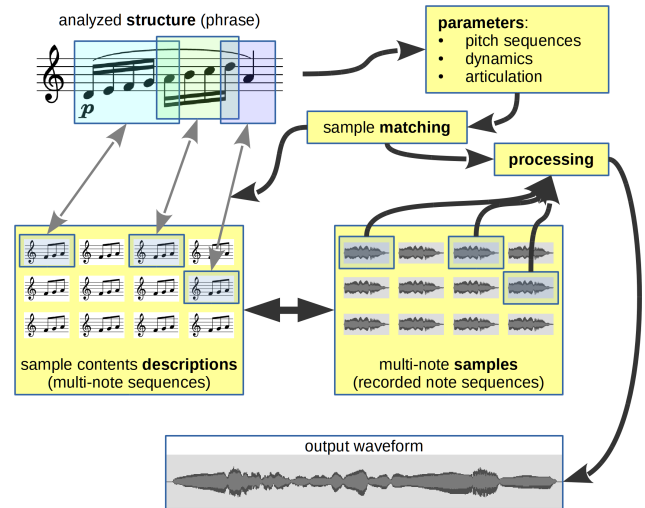 analyzed structure (phrase)
p
parameters:
• pitch sequences
• dynamics
• articulation
sample matching
processing
sample contents descriptions
(multi-note sequences)
multi-note samples
(recorded note sequences)
output waveform